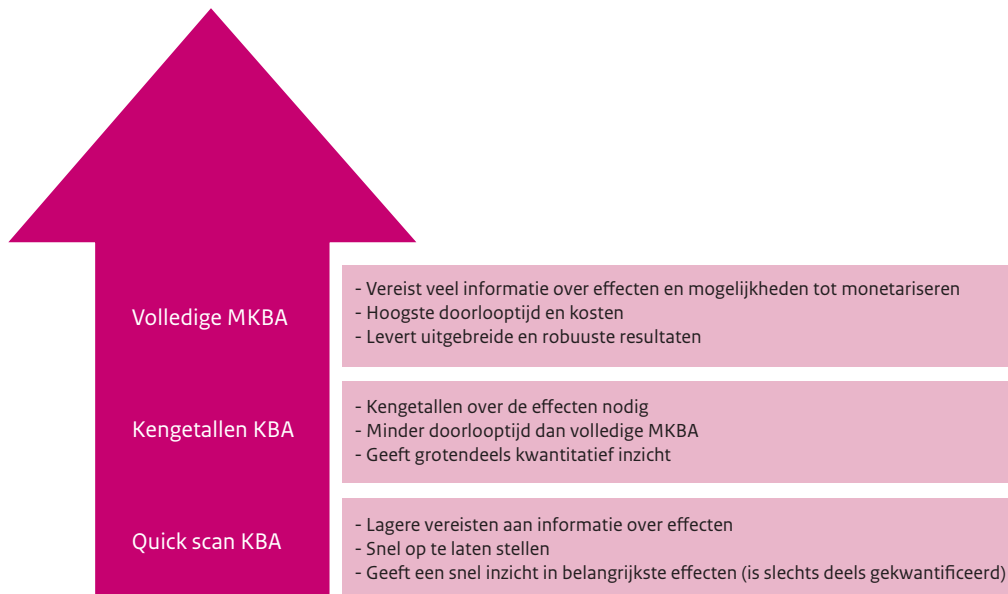 Volledige MKBA
- Vereist veel informatie over effecten en mogelijkheden tot monetariseren
- Hoogste doorlooptijd en kosten
- Levert uitgebreide en robuuste resultaten
Kengetallen KBA
- Kengetallen over de effecten nodig
- Minder doorlooptijd dan volledige MKBA
- Geeft grotendeels kwantitatief inzicht
Quick scan KBA
- Lagere vereisten aan informatie over effecten
- Snel op te laten stellen
- Geeft een snel inzicht in belangrijkste effecten (is slechts deels gekwantificeerd)